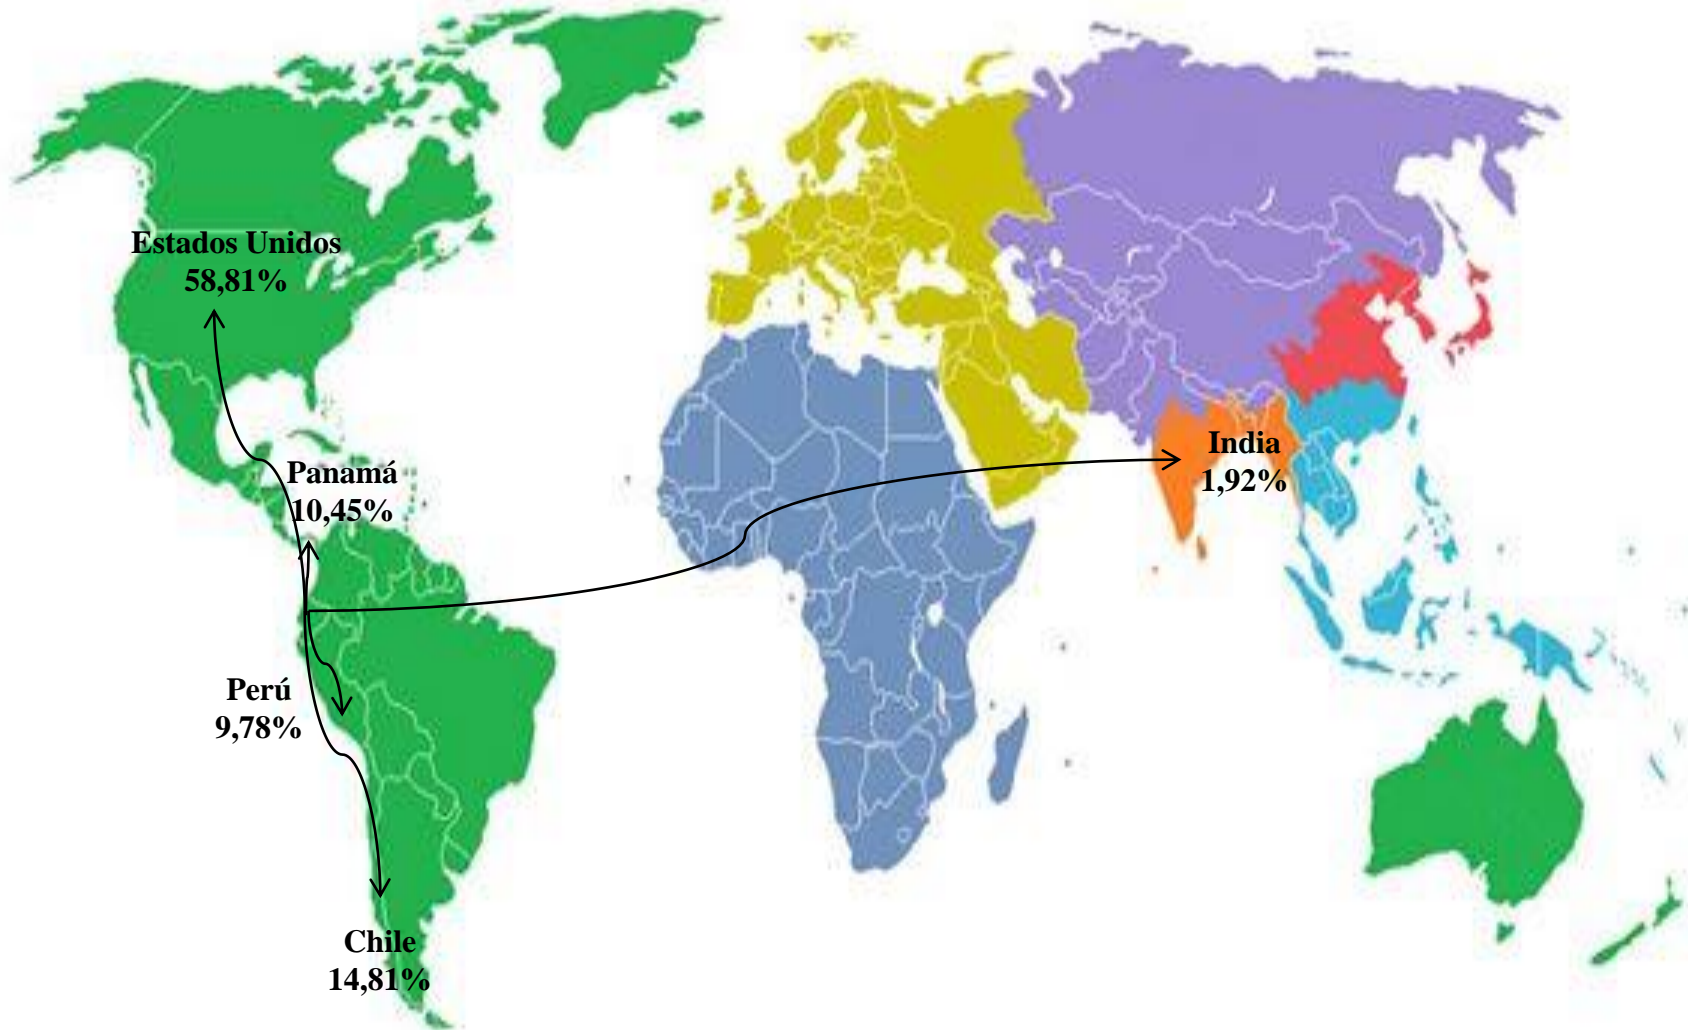 Estados Unidos
58,81%
Panamá
10,45%
India
1,92%
Perú
9,78%
Chile
14,81%